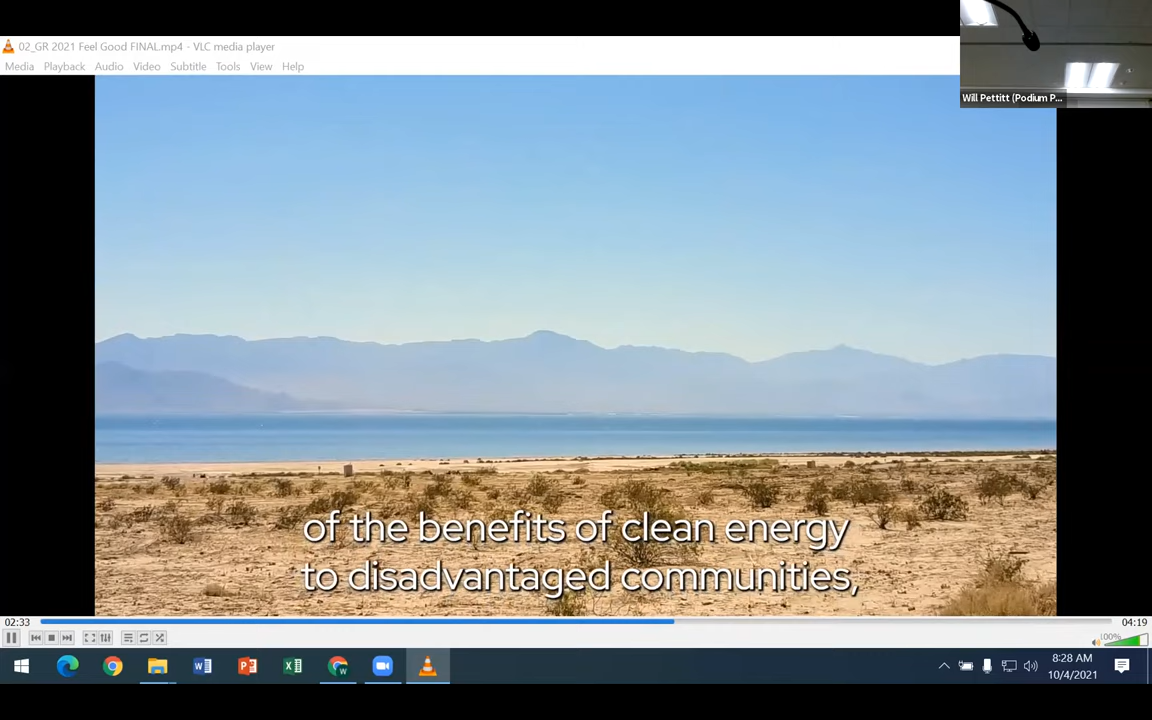 02_GR 2021 Feel Good FINAL.mp4 - VLC media player
Media Playback Audio Video Subtitle Tools View Help
Will Pettitt (Podium P...
of the benefits of clean energy
to disadvantaged communities,
02:33
04:19
100%
8:28 AM
10/4/2021